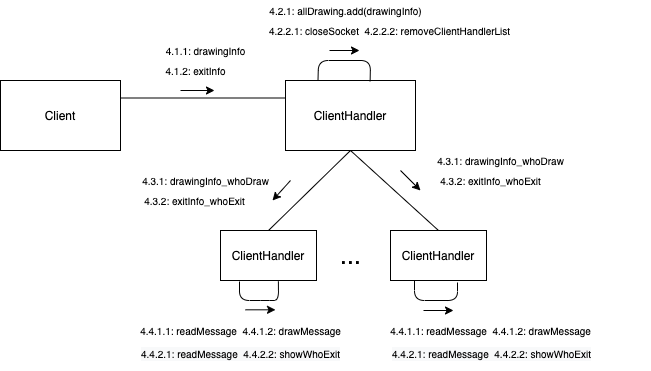 4.2.1: allDrawing.add(drawingInfo)
4.2.2.1: closeSocket 4.2.2.2: removeClientHandlerList
4.1.1: drawingInfo
4.1.2: exitInfo
Client
ClientHandler
4.3.1: drawingInfo_whoDraw
4.3.2: exitInfo_whoExit
4.3.1: drawingInfo_whoDraw
4.3.2: exitInfo_whoExit
ClientHandler
...
ClientHandler
4.4.1.1: readMessage 4.4.1.2: drawMessage
4.4.2.1: readMessage 4.4.2.2: showWhoExit
4.4.1.1: readMessage 4.4.1.2: drawMessage
4.4.2.1: readMessage 4.4.2.2: showWhoExit